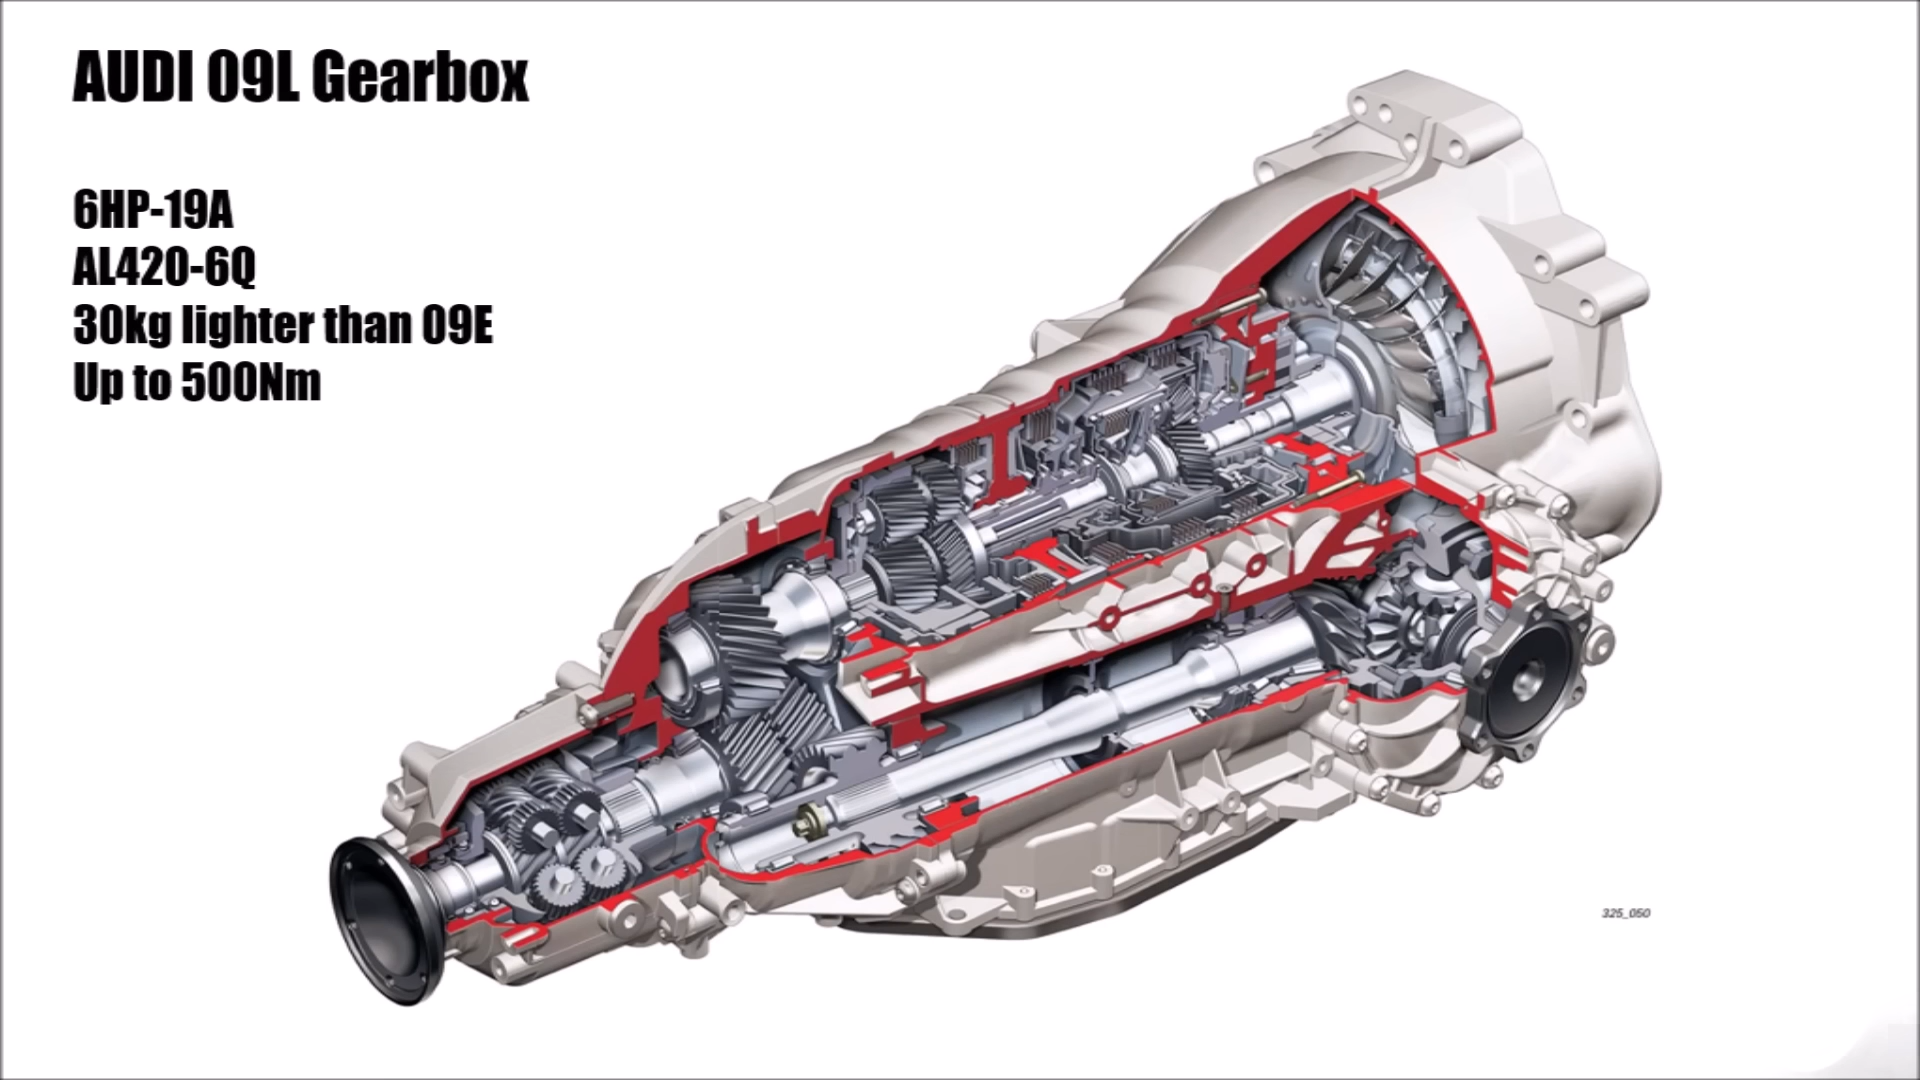 AUDI 09L Gearbox
6HP-19A
AL420-6Q
30kg lighter than 09E
Up to 500Nm
325_050